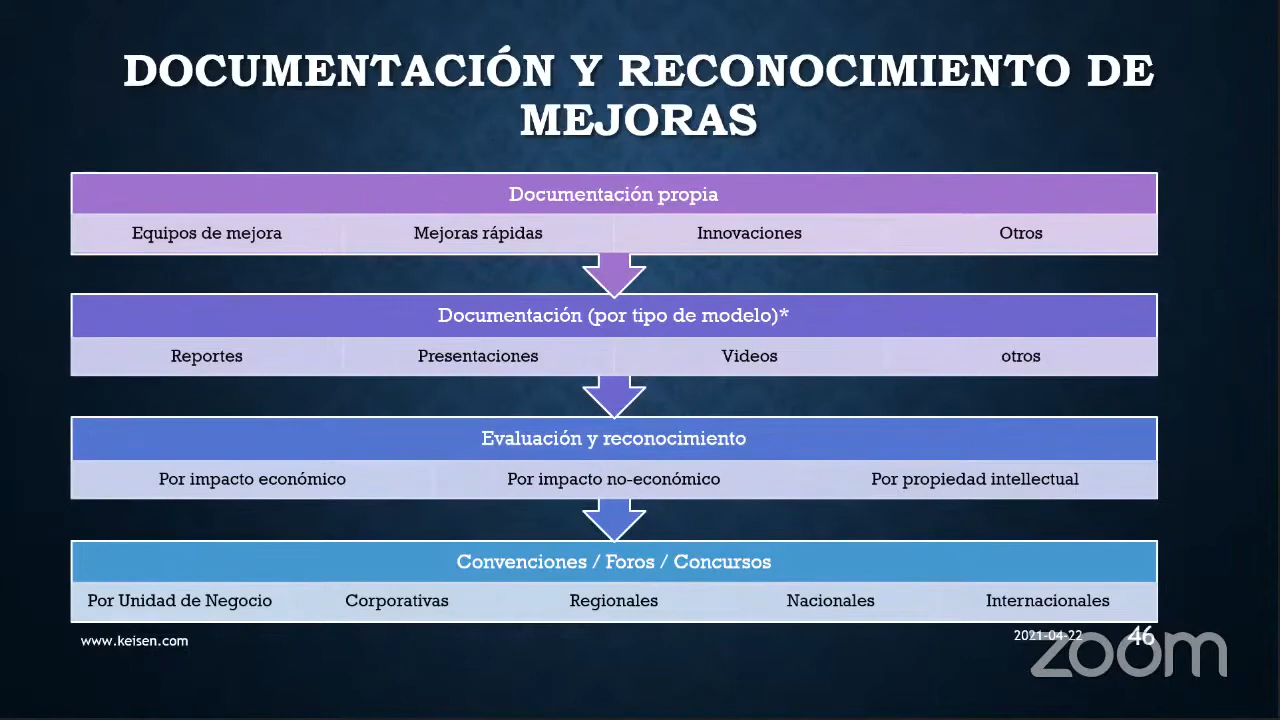 DOCUMENTACIÓN Y RECONOCIMIENTO DE
MEJORAS
Documentación propia
Equipos de mejora Mejoras rápidas Innovaciones Otros
Documentación (por tipo de modelo)*
Reportes Presentaciones Videos otros
Evaluación y reconocimiento
Por impacto económico Por impacto no-económico Por propiedad intellectual
Convenciones / Foros / Concursos
Por Unidad de Negocio Corporativas Regionales Nacionales Internacionales
www.keisen.com 2021-04-22 46
zoom